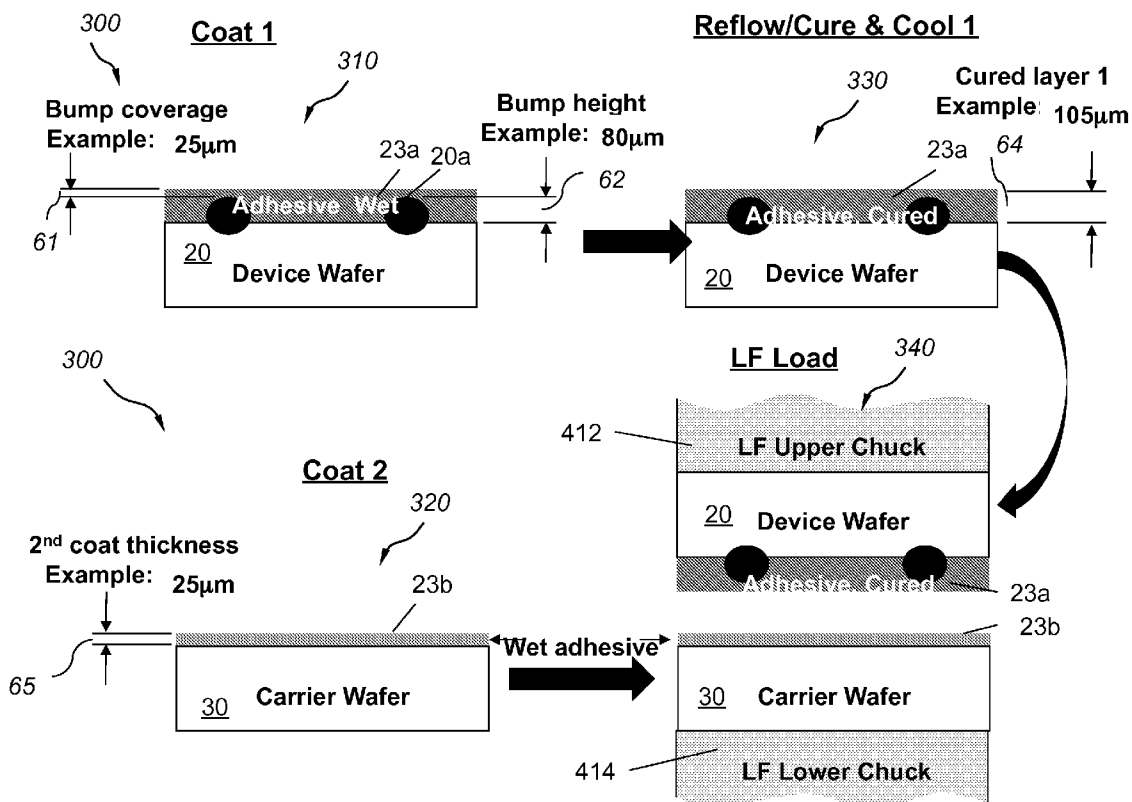 300
Coat 1
310
Bump coverage
Example: 25µm
Bump height
Example: 80µm
23a
20a
62
61
Adhesive Wet
20
Device Wafer
Reflow/Cure & Cool 1
330
Cured layer 1
Example: 105µm
23a
64
Adhesive, Cured
20
Device Wafer
300
Coat 2
320
2nd coat thickness
Example: 25µm
23b
65
30
Carrier Wafer
Wet adhesive
LF Load
340
412
LF Upper Chuck
20
Device Wafer
Adhesive, Cured
23a
23b
30
Carrier Wafer
414
LF Lower Chuck